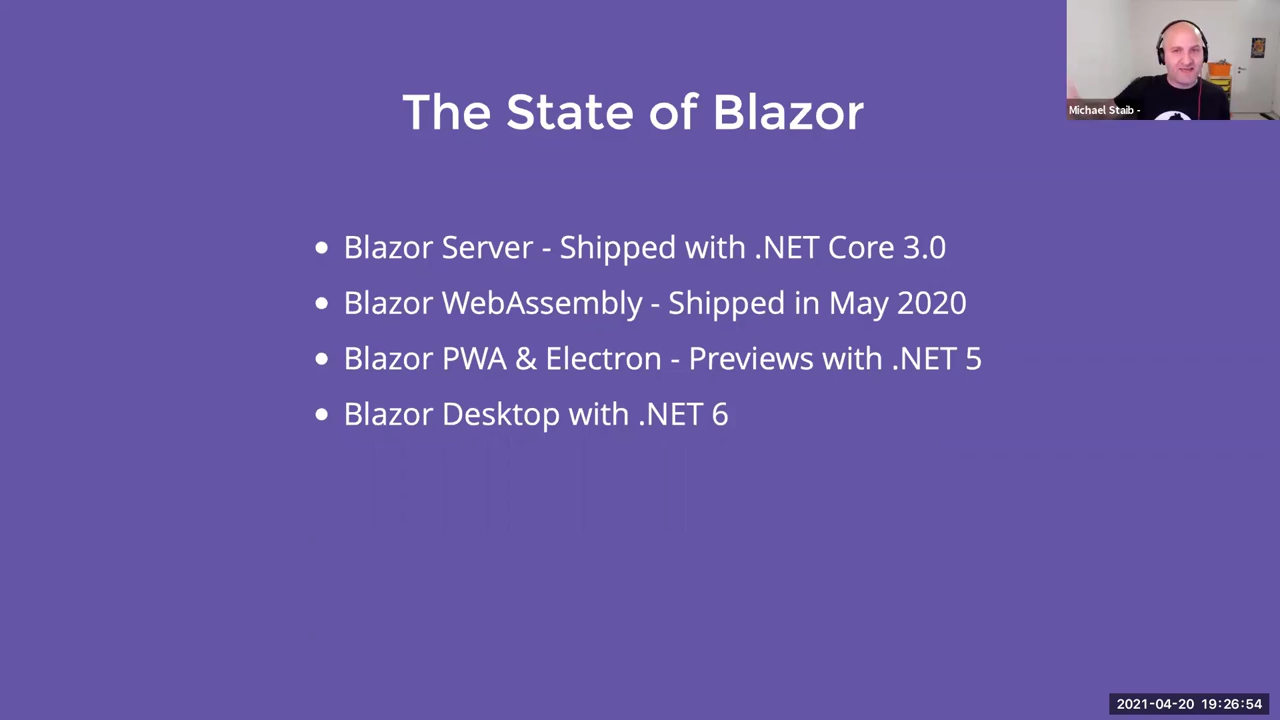 The State of Blazor
Michael Staib -
Blazor Server - Shipped with .NET Core 3.0
Blazor WebAssembly - Shipped in May 2020
Blazor PWA & Electron - Previews with .NET 5
Blazor Desktop with .NET 6
2021-04-20 19:26:54